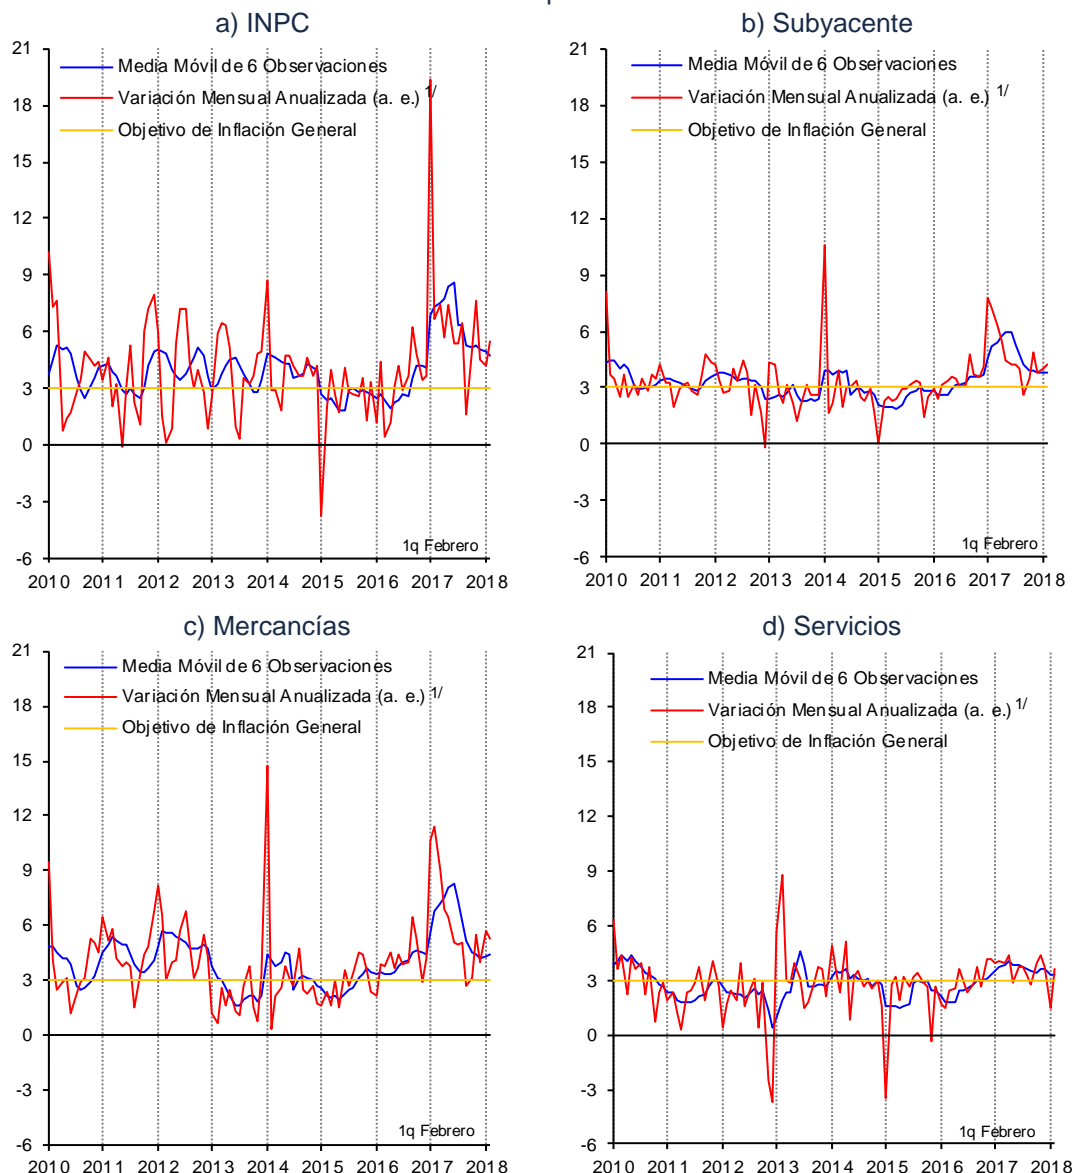 a) INPC
21
Media Móvil de 6 Observaciones
Variación Mensual Anualizada (a. e.) 1/
Objetivo de Inflación General
18
15
12
9
6
3
0
-3
-6
1q Febrero
2010 2011 2012 2013 2014 2015 2016 2017 2018
b) Subyacente
21
Media Móvil de 6 Observaciones
Variación Mensual Anualizada (a. e.) 1/
Objetivo de Inflación General
18
15
12
9
6
3
0
-3
-6
1q Febrero
2010 2011 2012 2013 2014 2015 2016 2017 2018
c) Mercancías
21
Media Móvil de 6 Observaciones
Variación Mensual Anualizada (a. e.) 1/
Objetivo de Inflación General
18
15
12
9
6
3
0
-3
-6
1q Febrero
2010 2011 2012 2013 2014 2015 2016 2017 2018
d) Servicios
21
Media Móvil de 6 Observaciones
Variación Mensual Anualizada (a. e.) 1/
Objetivo de Inflación General
18
15
12
9
6
3
0
-3
-6
1q Febrero
2010 2011 2012 2013 2014 2015 2016 2017 2018